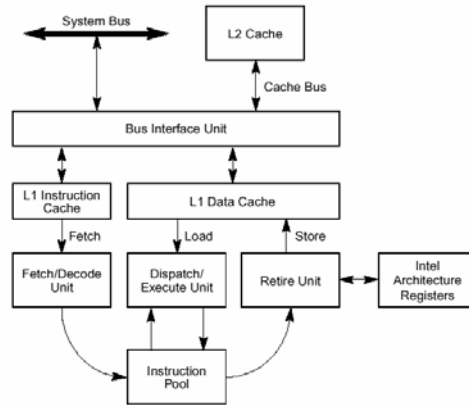 System Bus
L2 Cache
Cache Bus
Bus Interface Unit
L1 Instruction
Cache
L1 Data Cache
Fetch
Load
Store
Fetch/Decode
Unit
Dispatch/
Execute Unit
Retire Unit
Intel
Architecture
Registers
Instruction
Pool